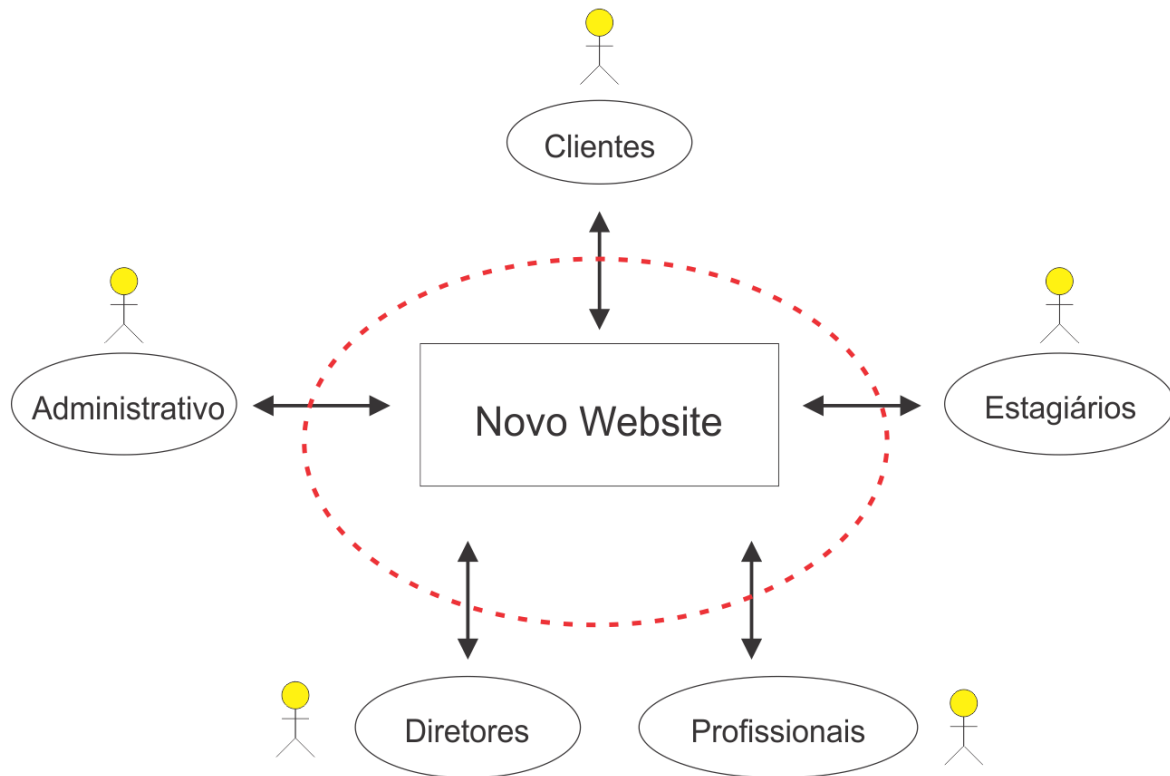 Clientes
Administrativo
Novo Website
Estagiários
Diretores
Profissionais